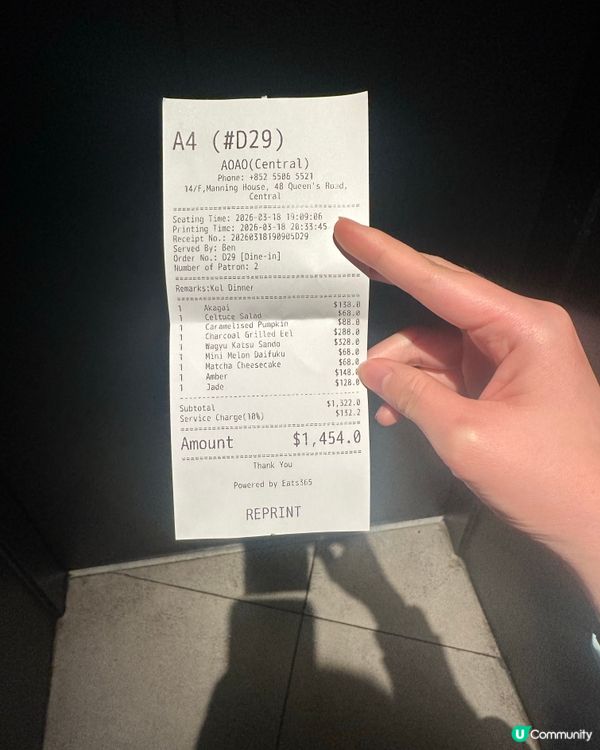 A4 (#D29)
AOAO(Central)
Phone: +852 5506 5521
14/F,Manning House, 48 Queen's Road,
Central
Seating Time: 2026-03-18 19:09:06
Printing Time: 2026-03-18 20:33:45
Receipt No.: 20260318190905D29
Served By: Ben
Order No.: D29 [Dine-in]
Number of Patron: 2
Remarks:Kol Dinner
1 Akagai $138.0
1 Celtuce Salad $68.0
1 Caramelised Pumpkin $88.0
1 Charcoal Grilled Eel $288.0
1 Wagyu Katsu Sando $328.0
1 Mini Melon Daifuku $68.0
1 Matcha Cheesecake $68.0
1 Amber $148.0
1 Jade $128.0
Subtotal $1,322.0
Service Charge(10%) $132.2
Amount $1,454.0
Thank You
Powered by Eats365
REPRINT
U Community